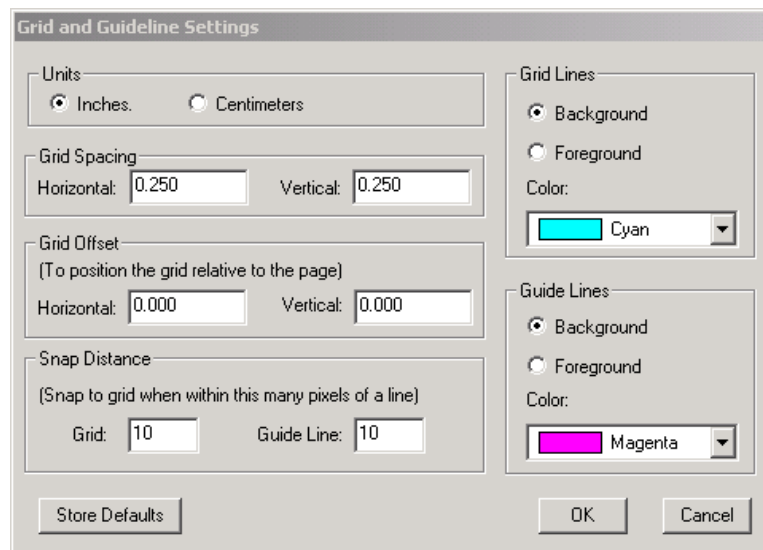 Grid and Guideline Settings
Units
Inches.
Centimeters
Grid Spacing
Horizontal: 0.250
Vertical: 0.250
Grid Offset
(To position the grid relative to the page)
Horizontal: 0.000
Vertical: 0.000
Snap Distance
(Snap to grid when within this many pixels of a line)
Grid: 10
Guide Line: 10
Grid Lines
Background
Foreground
Color:
Cyan
Guide Lines
Background
Foreground
Color:
Magenta
Store Defaults
OK
Cancel